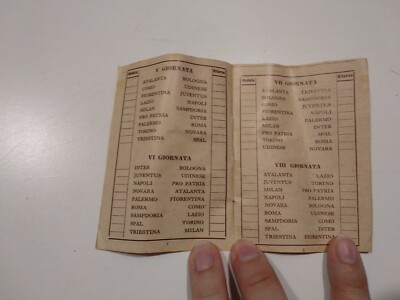 V GIORNATA
ATALANTA BOLOGNA
COMO UDINESE
FIORENTINA JUVENTUS
LAZIO NAPOLI
MILAN SAMPDORIA
PRO PATRIA INTER
PALERMO ROMA
TORINO NOVARA
TRIESTINA SPAL
VI GIORNATA
INTER BOLOGNA
JUVENTUS UDINESE
NAPOLI PRO PATRIA
NOVARA ATALANTA
PALERMO FIORENTINA
ROMA COMO
SAMPDORIA LAZIO
SPAL TORINO
TRIESTINA MILAN
VII GIORNATA
ATALANTA TRIESTINA
BOLOGNA SAMPDORIA
COMO JUVENTUS
FIORENTINA NAPOLI
LAZIO PALERMO
MILAN INTER
PRO PATRIA SPAL
TORINO ROMA
UDINESE NOVARA
VIII GIORNATA
ATALANTA LAZIO
JUVENTUS TORINO
MILAN PRO PATRIA
NAPOLI PALERMO
NOVARA BOLOGNA
ROMA UDINESE
SAMPDORIA COMO
SPAL INTER
TRIESTINA FIORENTINA